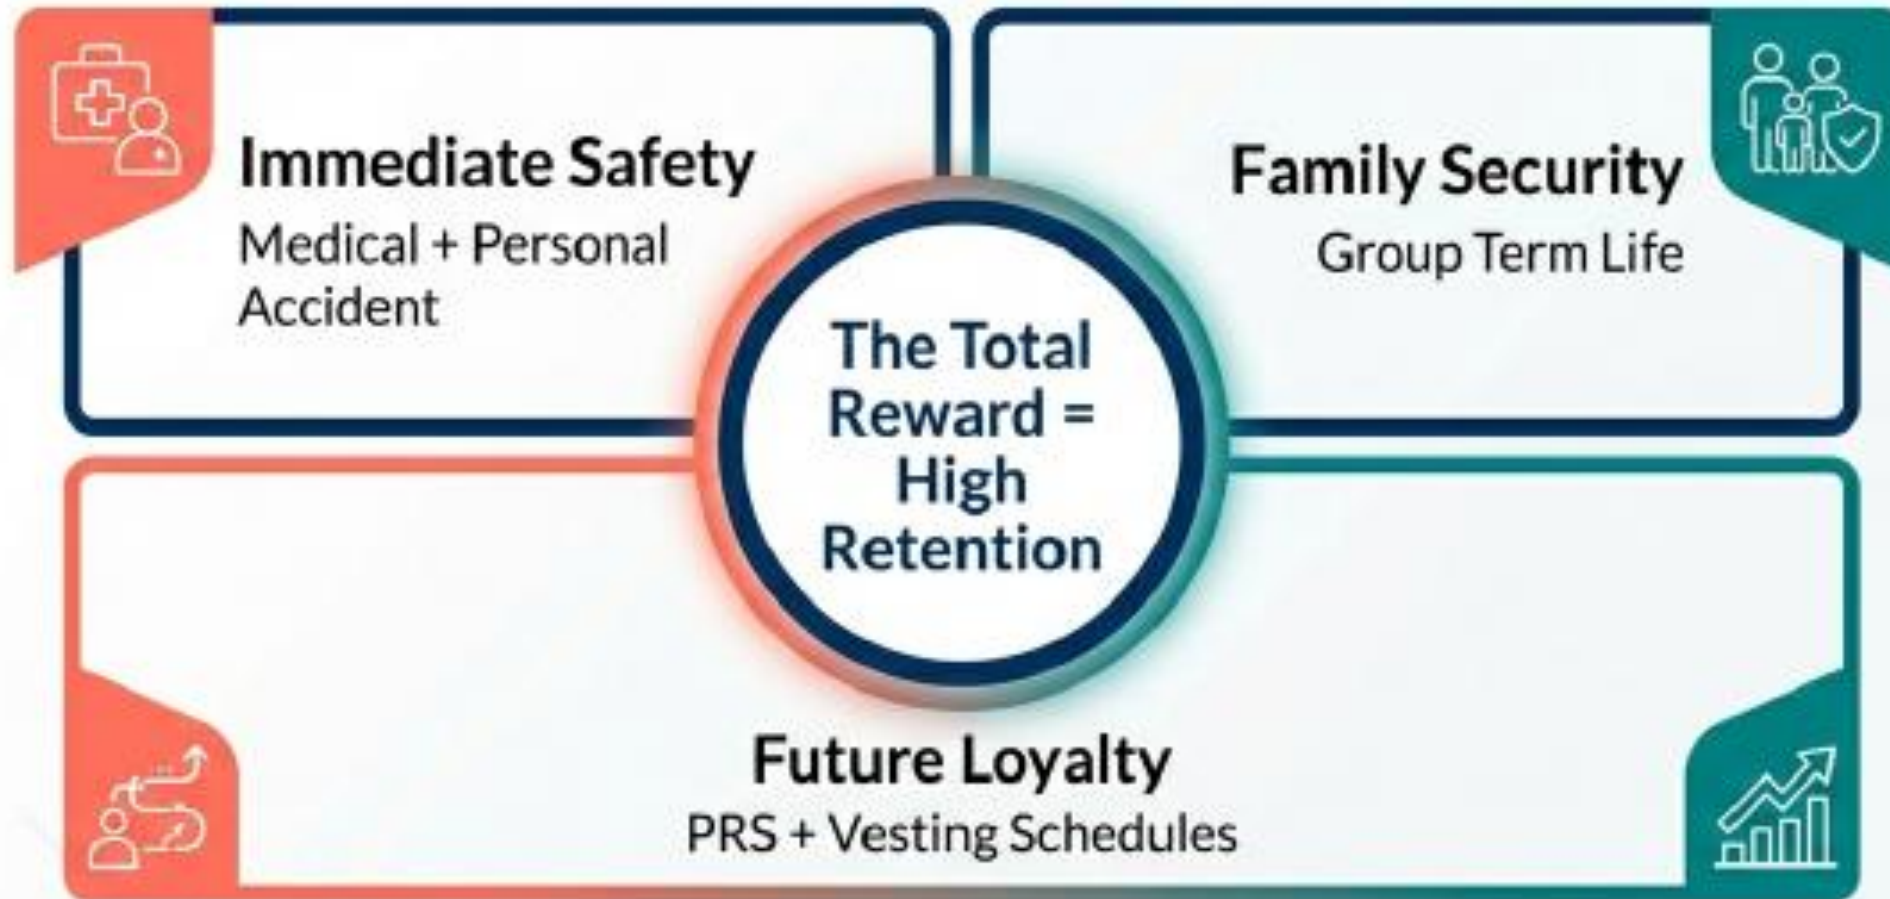 Immediate Safety
Medical + Personal
Accident
Family Security
Group Term Life
The Total
Reward =
High
Retention
Future Loyalty
PRS + Vesting Schedules